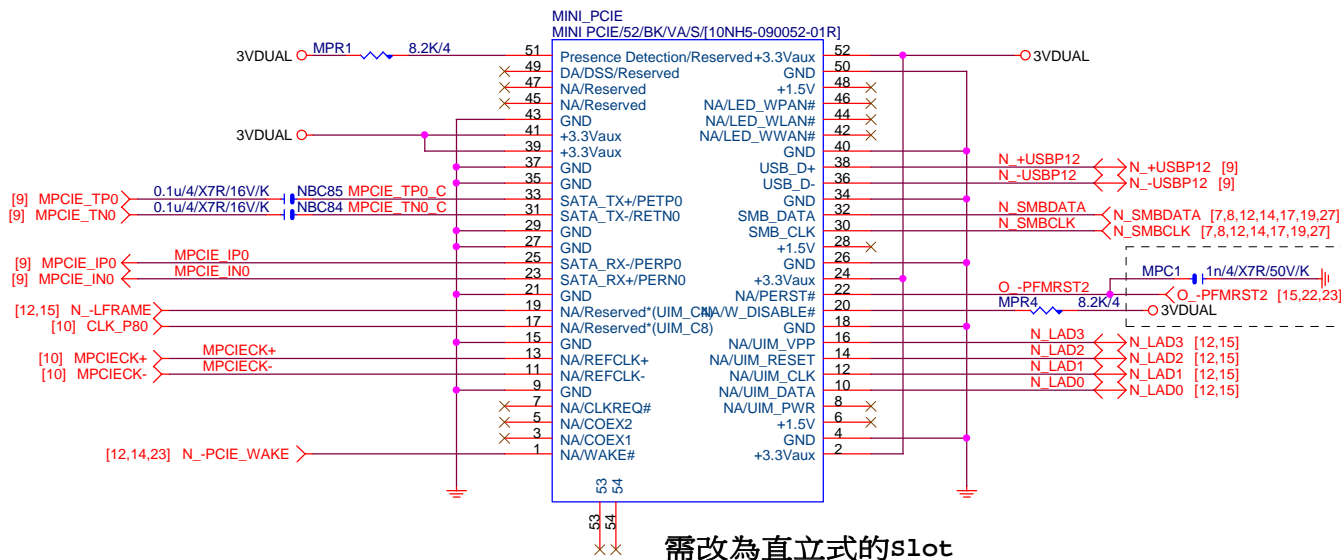 MINI_PCIE
MINI PCIE/52/BK/VA/S/[10NH5-090052-01R]
3VDUAL MPR1 8.2K/4 51 Presence Detection/Reserved +3.3Vaux 52 3VDUAL
49 DA/DSS/Reserved GND 50
47 NA/Reserved +1.5V 48
45 NA/Reserved NA/LED_WPAN# 46
43 GND NA/LED_WLAN# 44
3VDUAL 41 +3.3Vaux NA/LED_WWAN# 42
39 +3.3Vaux GND 40
37 GND USB_D+ 38 N_+USBP12 N_+USBP12 [9]
35 GND USB_D- 36 N_-USBP12 N_-USBP12 [9]
[9] MPCIE_TP0 0.1u/4/X7R/16V/K NBC85 MPCIE_TP0_C 33 SATA_TX+/PETP0 GND 34
[9] MPCIE_TN0 0.1u/4/X7R/16V/K NBC84 MPCIE_TN0_C 31 SATA_TX-/RETN0 SMB_DATA 32 N_SMBDATA N_SMBDATA [7,8,12,14,17,19,27]
29 GND SMB_CLK 30 N_SMBCLK N_SMBCLK [7,8,12,14,17,19,27]
27 GND +1.5V 28
[9] MPCIE_IP0 MPCIE_IP0 25 SATA_RX-/PERP0 GND 26
[9] MPCIE_IN0 MPCIE_IN0 23 SATA_RX+/PERN0 +3.3Vaux 24 MPC1 1n/4/X7R/50V/K
21 GND NA/PERST# 22 O_-PFMRST2 O_-PFMRST2 [15,22,23]
[12,15] N_-LFRAME 19 NA/Reserved*(UIM_C4) NA/W_DISABLE# 20 MPR4 8.2K/4 3VDUAL
[10] CLK_P80 17 NA/Reserved*(UIM_C8) GND 18
15 GND NA/UIM_VPP 16 N_LAD3 N_LAD3 [12,15]
[10] MPCIECK+ MPCIECK+ 13 NA/REFCLK+ NA/UIM_RESET 14 N_LAD2 N_LAD2 [12,15]
[10] MPCIECK- MPCIECK- 11 NA/REFCLK- NA/UIM_CLK 12 N_LAD1 N_LAD1 [12,15]
9 GND NA/UIM_DATA 10 N_LAD0 N_LAD0 [12,15]
7 NA/CLKREQ# NA/UIM_PWR 8
5 NA/COEX2 +1.5V 6
3 NA/COEX1 GND 4
[12,14,23] N_-PCIE_WAKE 1 NA/WAKE# +3.3Vaux 2
53 54
53 54
需改為直立式的Slot